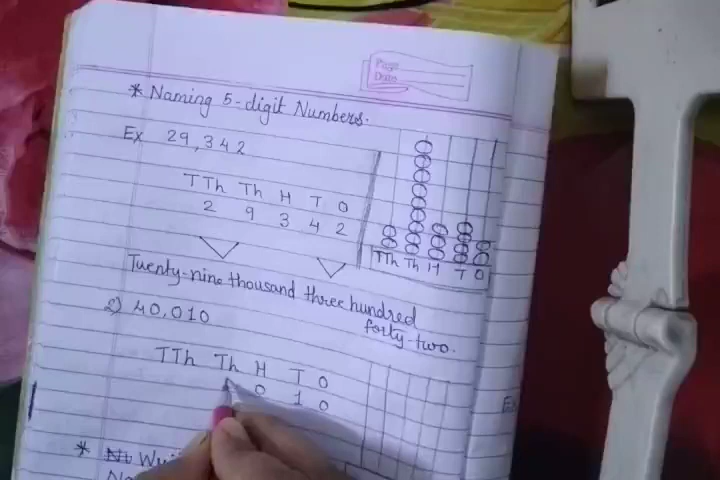 Page
Date
* Naming 5-digit Numbers.
Ex 29,342
TTh Th H T O
2 9 3 4 2
TTh Th H T O
Twenty-nine thousand three hundred
forty-two.
2) 40,010
TTh Th H T O
0 1 0
Ex
*